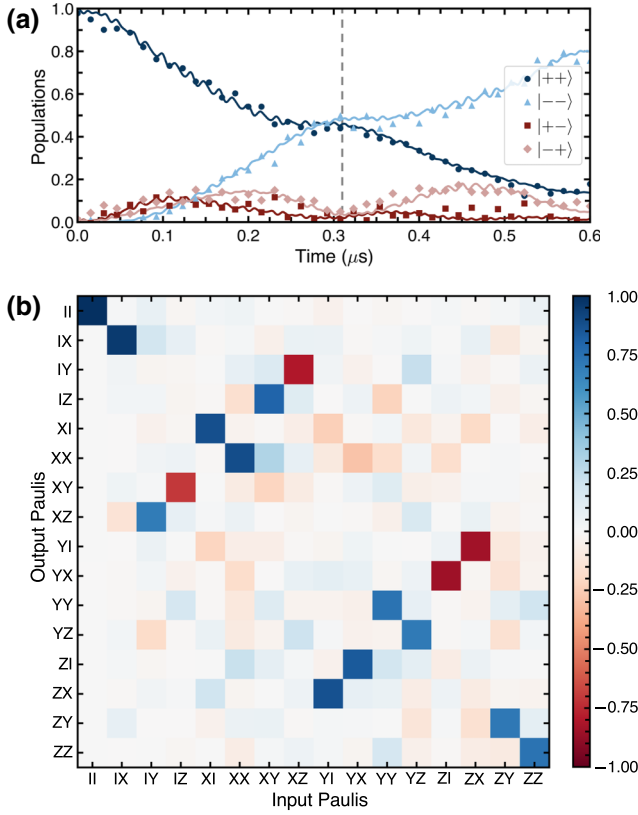 (a)
1.0
0.8
0.6
0.4
0.2
0.0
Populations
|++⟩
|−−⟩
|+−⟩
|−+⟩
0.0 0.1 0.2 0.3 0.4 0.5 0.6
Time (μs)
(b)
Output Paulis
II
IX
IY
IZ
XI
XX
XY
XZ
YI
YX
YY
YZ
ZI
ZX
ZY
ZZ
II IX IY IZ XI XX XY XZ YI YX YY YZ ZI ZX ZY ZZ
Input Paulis
1.00
0.75
0.50
0.25
0.00
−0.25
−0.50
−0.75
−1.00